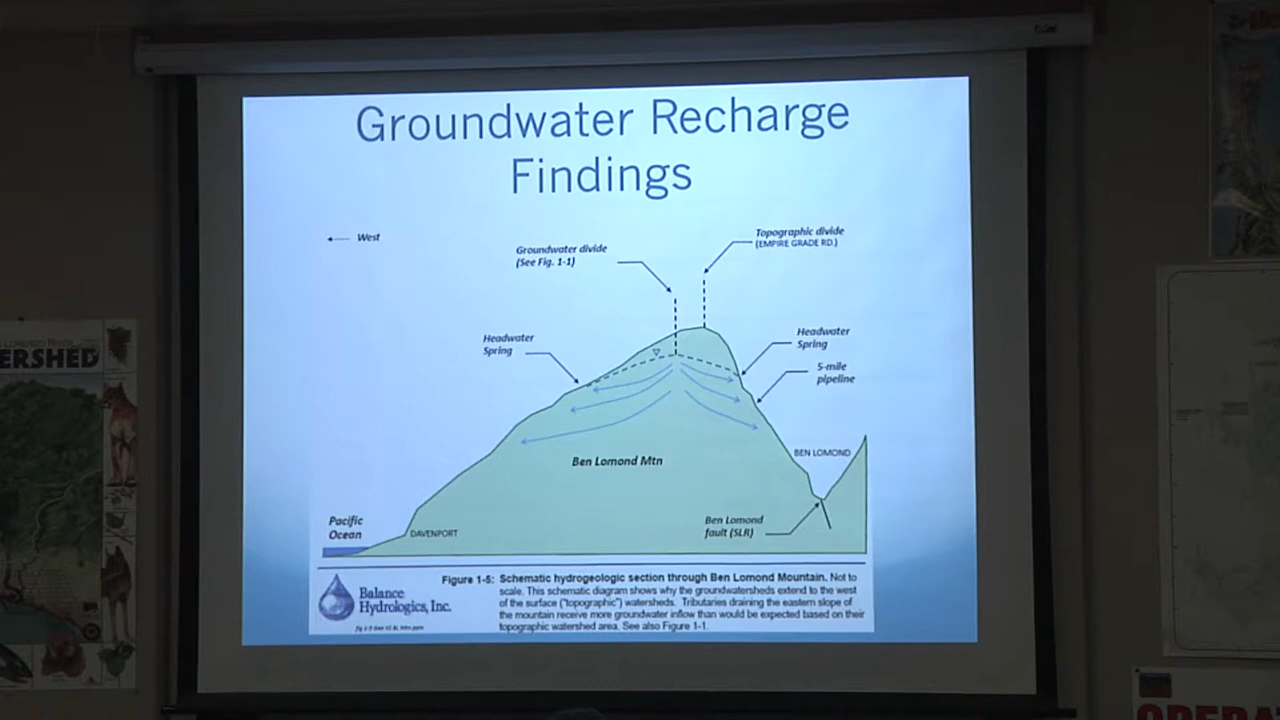 Groundwater Recharge
Findings
West
Groundwater divide
(See Fig. 1-1)
Topographic divide
(EMPIRE GRADE RD.)
Headwater
Spring
Headwater
Spring
5-mile
pipeline
BEN LOMOND
Ben Lomond Mtn
Pacific
Ocean
DAVENPORT
Ben Lomond
fault (SLR)
Balance
Hydrologics, Inc.
Figure 1-5: Schematic hydrogeologic section through Ben Lomond Mountain. Not to
scale. This schematic diagram shows why the groundwatersheds extend to the west
of the surface ("topographic") watersheds. Tributaries draining the eastern slope of
the mountain receive more groundwater inflow than would be expected based on their
topographic watershed area. See also Figure 1-1.
ERSHED
OPERA